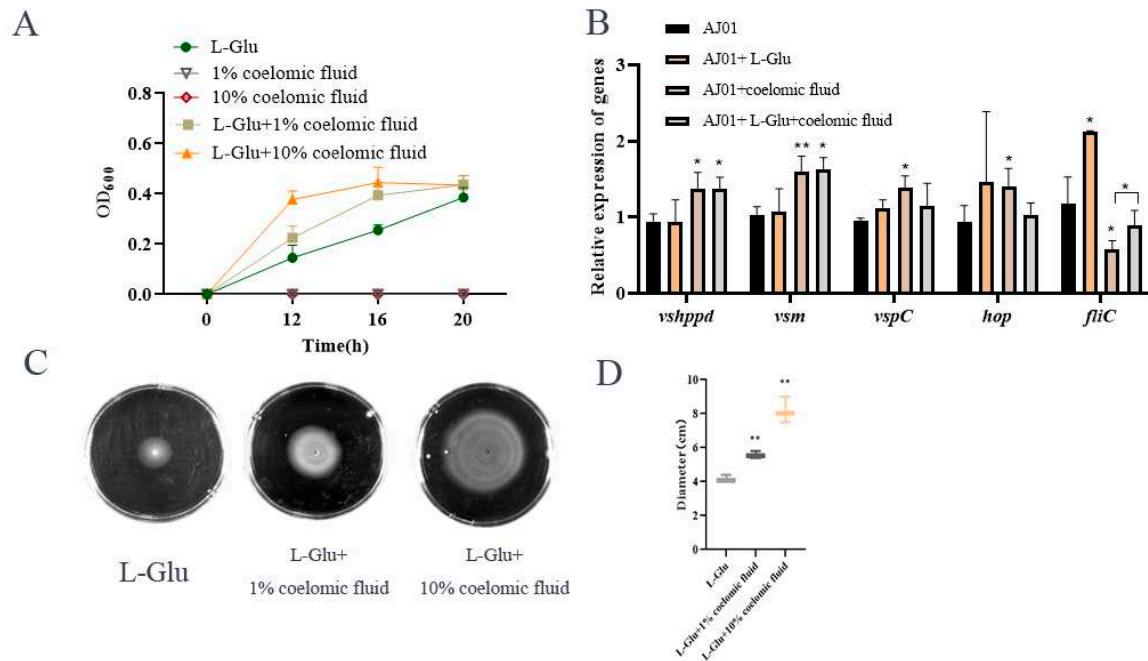 A
L-Glu
1% coelomic fluid
10% coelomic fluid
L-Glu+1% coelomic fluid
L-Glu+10% coelomic fluid
OD600
0.8
0.6
0.4
0.2
0.0
0 12 16 20
Time(h)
B
AJ01
AJ01+ L-Glu
AJ01+coelomic fluid
AJ01+ L-Glu+coelomic fluid
Relative expression of genes
3
2
1
0
* * ** * * * * * *
vshppd vsm vspC hop fliC
C
L-Glu
L-Glu+
1% coelomic fluid
L-Glu+
10% coelomic fluid
D
Diameter(cm)
10
8
6
4
2
0
**
**
L-Glu
L-Glu+1% coelomic fluid
L-Glu+10% coelomic fluid